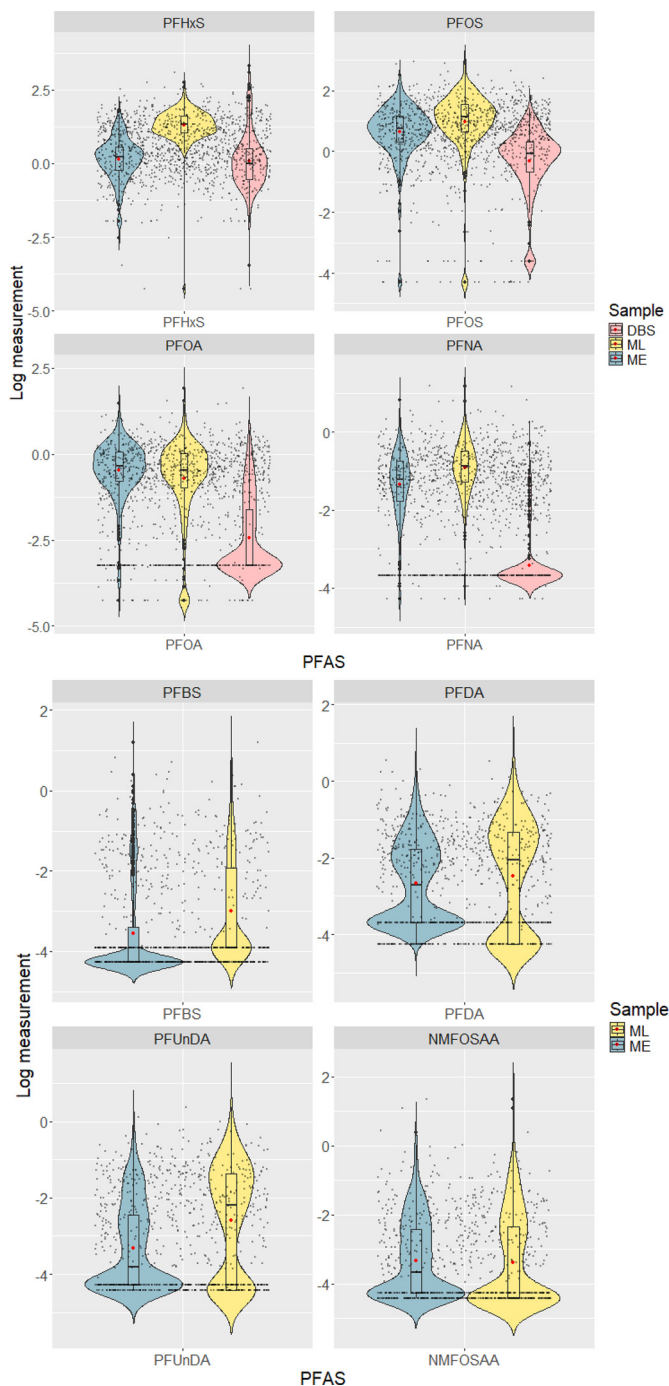 PFHxS PFOS
2.5
0.0
-2.5
-5.0
2
0
-2
-4
PFHxS PFOS
PFOA PFNA
2.5
0.0
-2.5
-5.0
0
-2
-4
PFOA PFNA
Log measurement
PFAS
Sample
DBS
ML
ME
PFBS PFDA
2
0
-2
-4
2
0
-2
-4
PFBS PFDA
PFUnDA NMFOSAA
0
-2
-4
2
0
-2
-4
PFUnDA NMFOSAA
Log measurement
PFAS
Sample
ML
ME